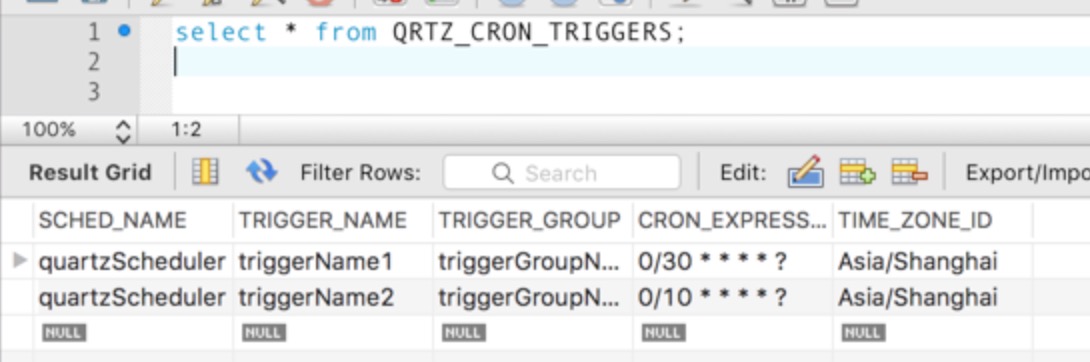 1 select * from QRTZ_CRON_TRIGGERS;
2
3
100% 1:2
Result Grid Filter Rows: Search Edit: Export/Impo
SCHED_NAME TRIGGER_NAME TRIGGER_GROUP CRON_EXPRESS... TIME_ZONE_ID
quartzScheduler triggerName1 triggerGroupN... 0/30 * * * * ? Asia/Shanghai
quartzScheduler triggerName2 triggerGroupN... 0/10 * * * * ? Asia/Shanghai
NULL NULL NULL NULL NULL